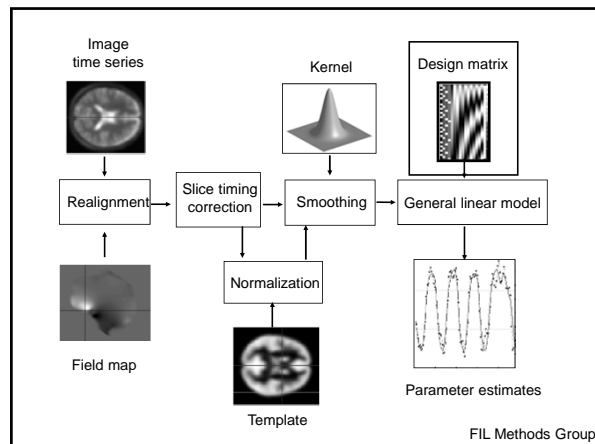 Image
time series
Kernel
Design matrix
Realignment
Slice timing
correction
Smoothing
General linear model
Normalization
Field map
Template
Parameter estimates
FIL Methods Group